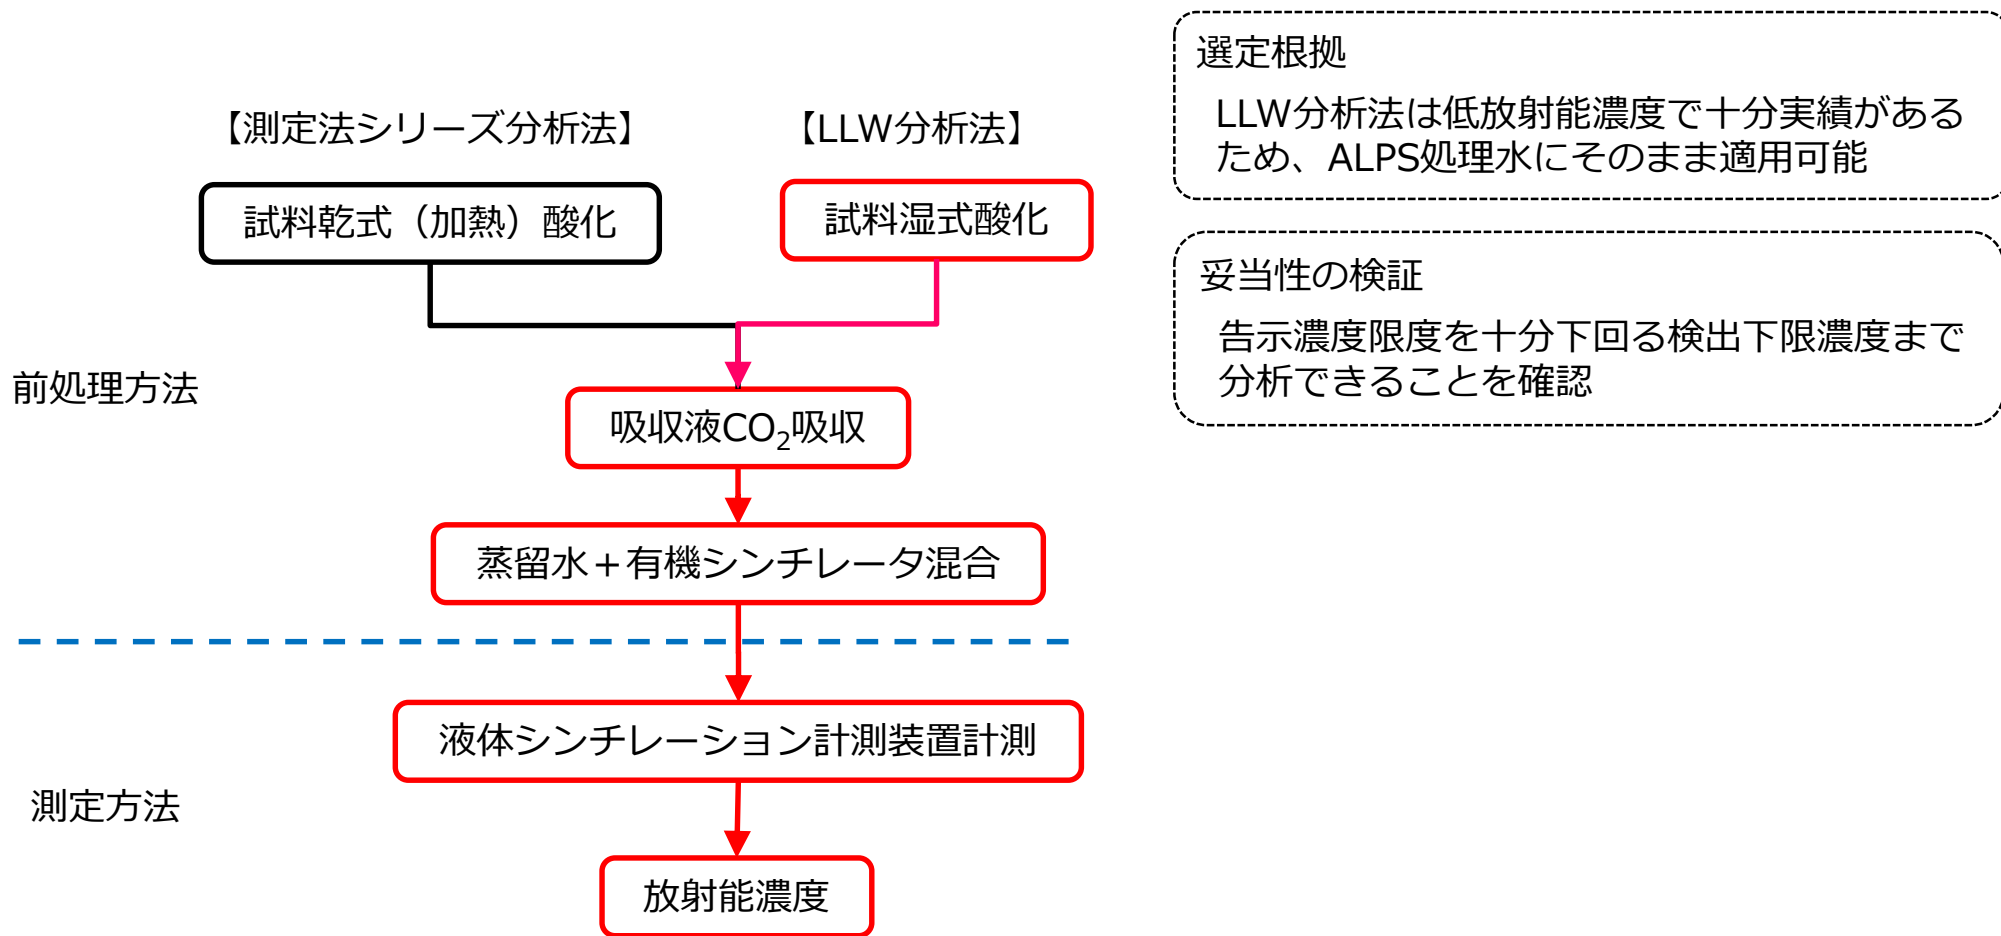 【測定法シリーズ分析法】
【LLW分析法】
試料乾式（加熱）酸化
試料湿式酸化
前処理方法
吸収液CO₂吸収
蒸留水＋有機シンチレータ混合
液体シンチレーション計測装置計測
測定方法
放射能濃度
選定根拠
LLW分析法は低放射能濃度で十分実績がある
ため、ALPS処理水にそのまま適用可能
妥当性の検証
告示濃度限度を十分下回る検出下限濃度まで
分析できることを確認